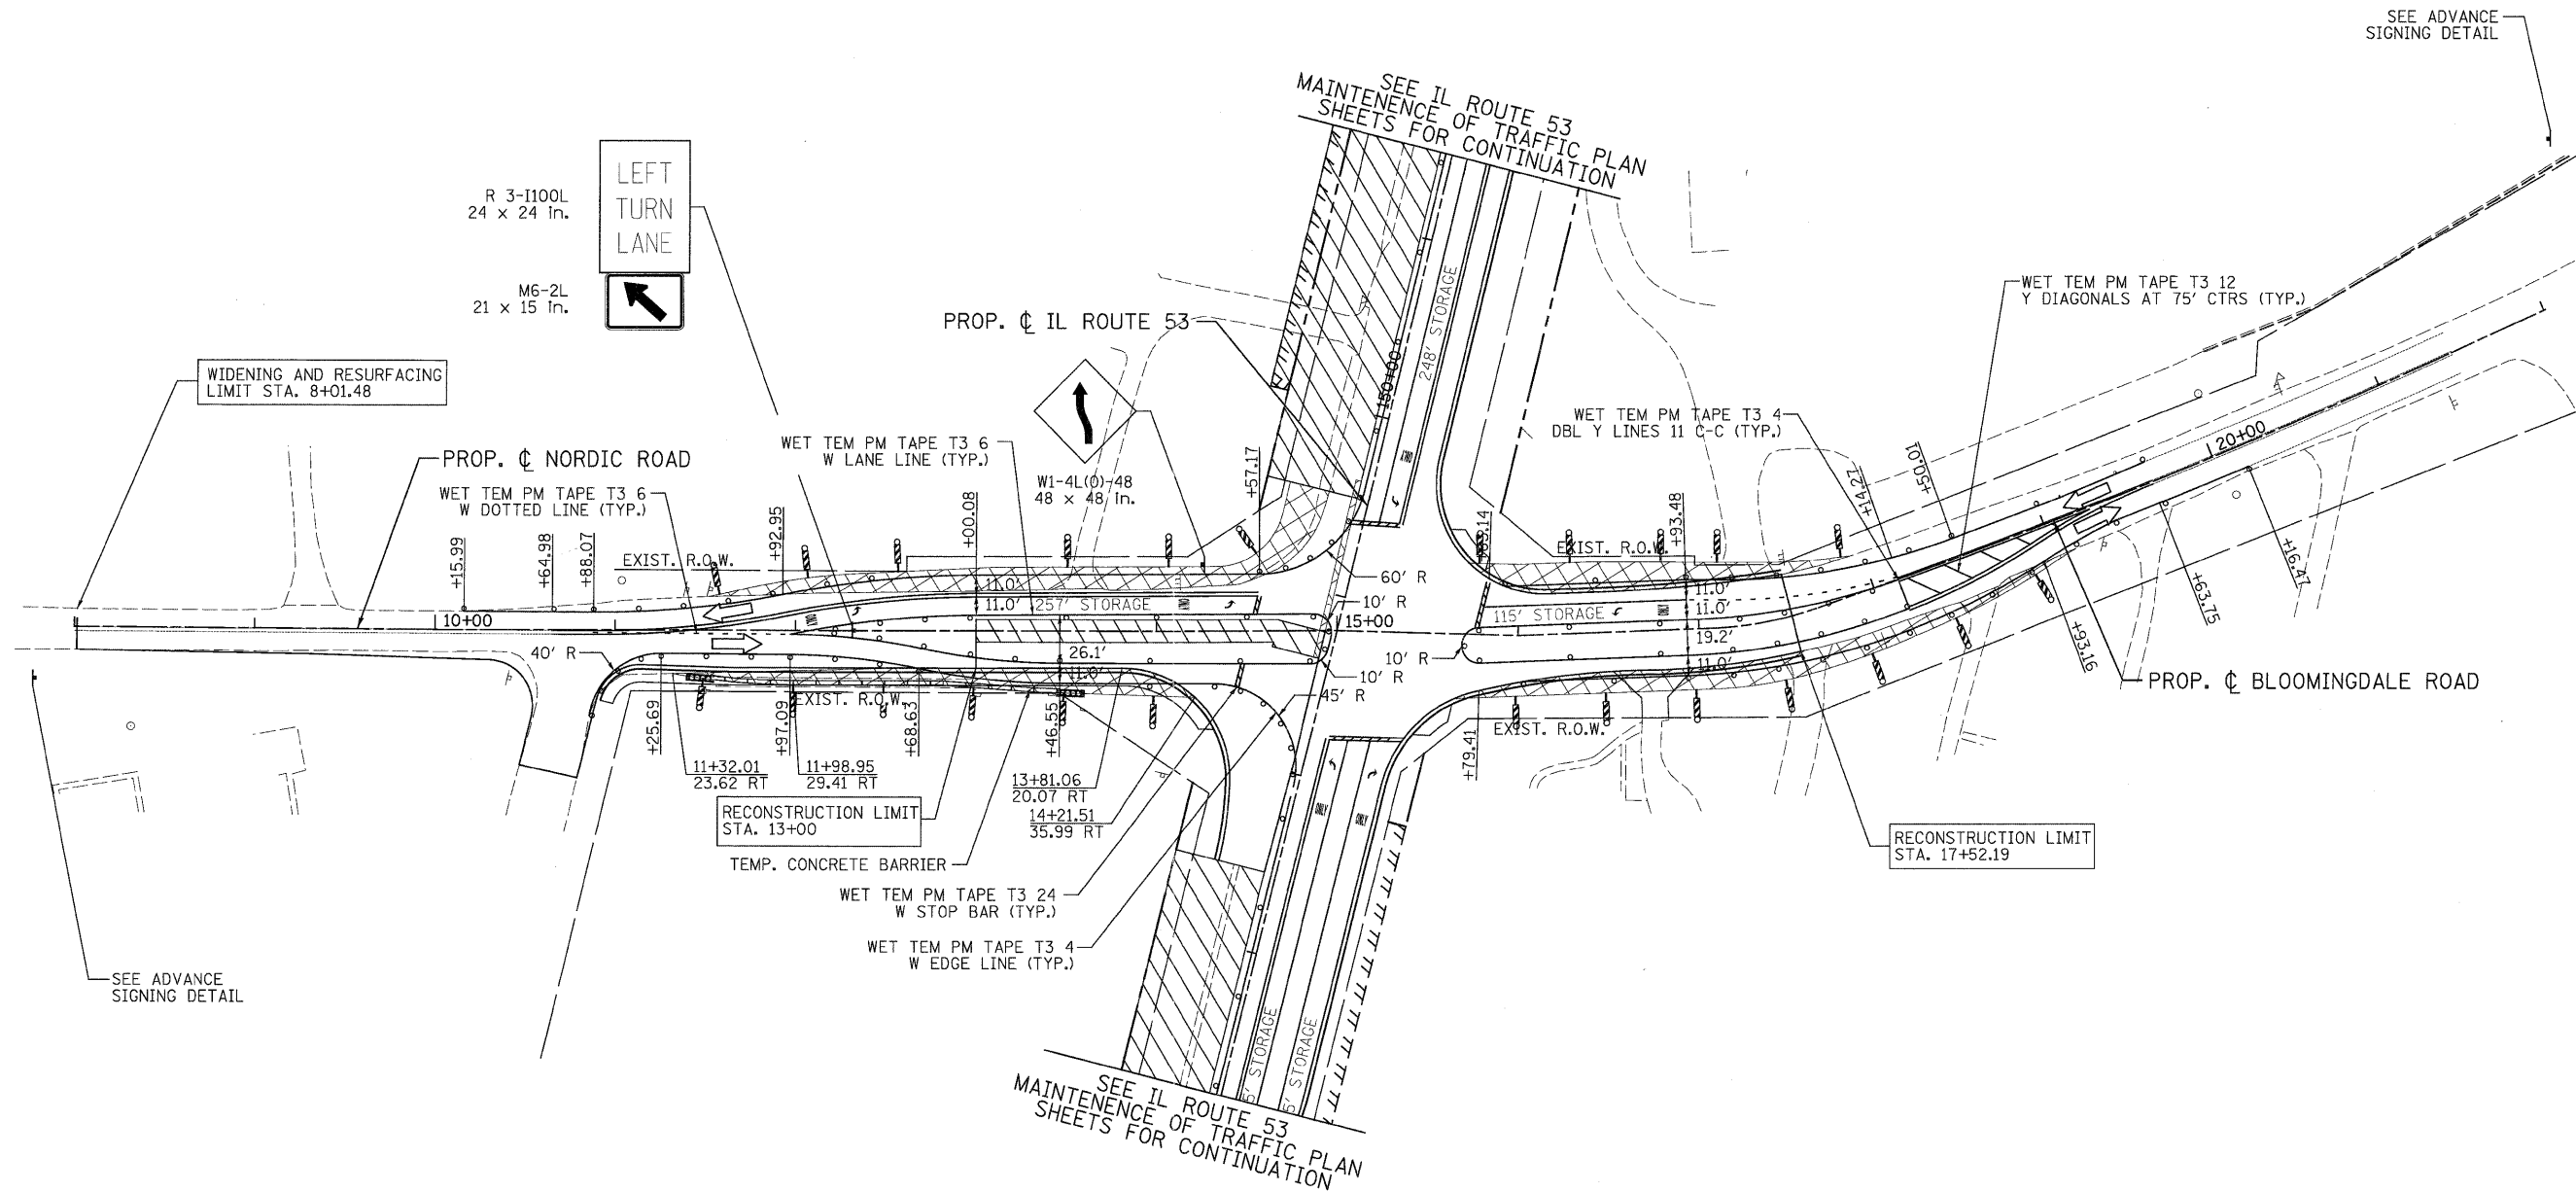 SEE ADVANCE
SIGNING DETAIL
SEE IL ROUTE 53
MAINTENENCE OF TRAFFIC PLAN
SHEETS FOR CONTINUATION
R 3-I100L
24 x 24 in.
LEFT
TURN
LANE
M6-2L
21 x 15 in.
WET TEM PM TAPE T3 12
Y DIAGONALS AT 75' CTRS (TYP.)
PROP. ℄ IL ROUTE 53
248' STORAGE
150+00
WIDENING AND RESURFACING
LIMIT STA. 8+01.48
PROP. ℄ NORDIC ROAD
WET TEM PM TAPE T3 6
W DOTTED LINE (TYP.)
WET TEM PM TAPE T3 6
W LANE LINE (TYP.)
W1-4L(O)-48
48 x 48 in.
WET TEM PM TAPE T3 4
DBL Y LINES 11 C-C (TYP.)
+15.99
+64.98
+88.07
+92.95
+00.08
+57.17
+93.48
+14.27
+50.01
20+00
EXIST. R.O.W.
EXIST. R.O.W.
11.0'
11.0'
257' STORAGE
60' R
10' R
15+00
115' STORAGE
11.0'
11.0'
19.2'
11.0'
10+00
40' R
26.1'
11.0'
10' R
10' R
45' R
+16.47
+63.75
+93.16
PROP. ℄ BLOOMINGDALE ROAD
EXIST. R.O.W.
EXIST. R.O.W.
+25.69
+97.09
+68.63
+46.55
+79.41
11+32.01
23.62 RT
11+98.95
29.41 RT
13+81.06
20.07 RT
14+21.51
35.99 RT
RECONSTRUCTION LIMIT
STA. 13+00
RECONSTRUCTION LIMIT
STA. 17+52.19
TEMP. CONCRETE BARRIER
WET TEM PM TAPE T3 24
W STOP BAR (TYP.)
WET TEM PM TAPE T3 4
W EDGE LINE (TYP.)
SEE ADVANCE
SIGNING DETAIL
5' STORAGE
5' STORAGE
SEE IL ROUTE 53
MAINTENENCE OF TRAFFIC PLAN
SHEETS FOR CONTINUATION